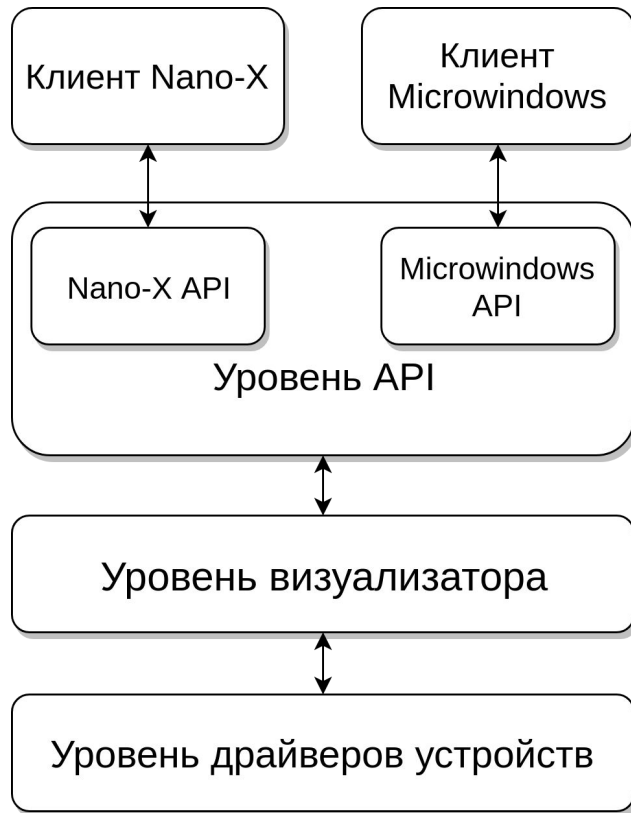 Клиент Nano-X
Клиент
Microwindows
Nano-X API
Microwindows
API
Уровень API
Уровень визуализатора
Уровень драйверов устройств